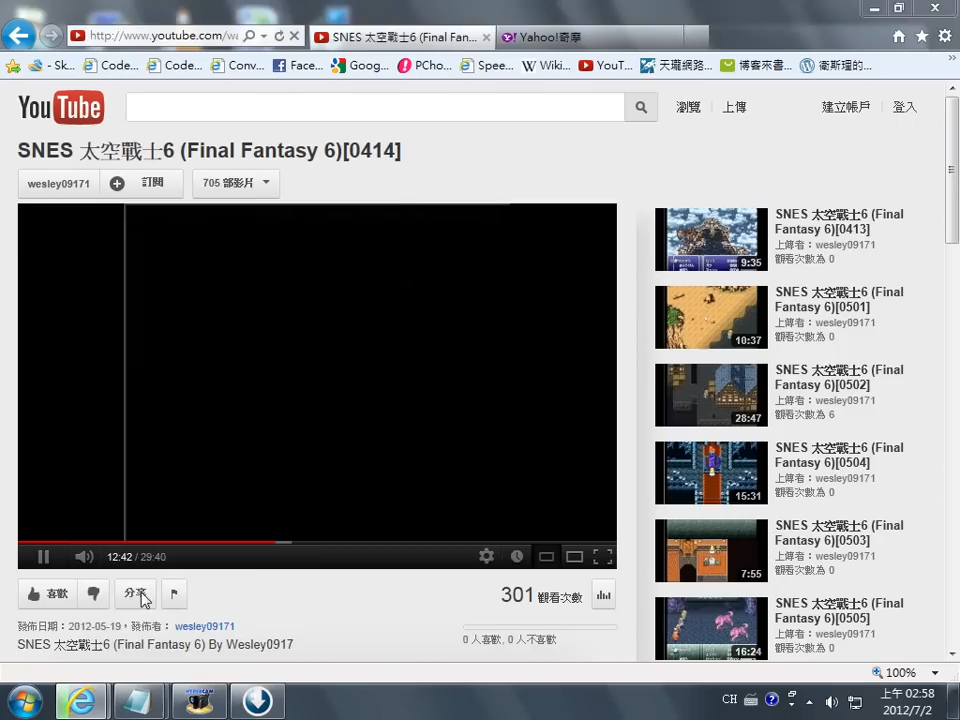 http://www.youtube.com/wa
SNES 太空戰士6 (Final Fan...
Yahoo!奇摩
- Sk...
Code...
Code...
Conv...
Face...
Goog...
PCho...
Spee...
Wiki...
YouT...
天瓏網路...
博客來書...
衛斯理的...
YouTube
瀏覽
上傳
建立帳戶
登入
SNES 太空戰士6 (Final Fantasy 6)[0414]
wesley09171
訂閱
705 部影片
SNES 太空戰士6 (Final
Fantasy 6)[0413]
上傳者：wesley09171
觀看次數為 0
9:35
SNES 太空戰士6 (Final
Fantasy 6)[0501]
上傳者：wesley09171
觀看次數為 0
10:37
SNES 太空戰士6 (Final
Fantasy 6)[0502]
上傳者：wesley09171
觀看次數為 6
28:47
SNES 太空戰士6 (Final
Fantasy 6)[0504]
上傳者：wesley09171
觀看次數為 0
15:31
SNES 太空戰士6 (Final
Fantasy 6)[0503]
上傳者：wesley09171
觀看次數為 0
7:55
SNES 太空戰士6 (Final
Fantasy 6)[0505]
上傳者：wesley09171
觀看次數為 0
16:24
12:42 / 29:40
喜歡
分享
301 觀看次數
發佈日期：2012-05-19，發佈者： wesley09171
0 人喜歡, 0 人不喜歡
SNES 太空戰士6 (Final Fantasy 6) By Wesley0917
100%
HYPERCAM
CH
上午 02:58
2012/7/2